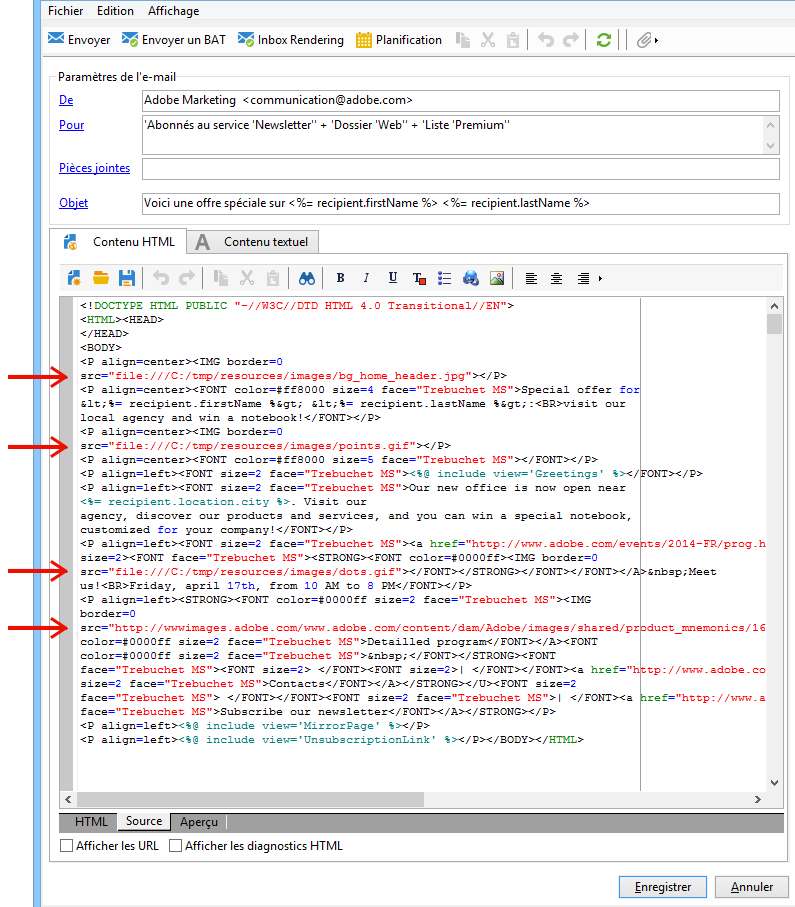 Fichier Edition Affichage
Envoyer Envoyer un BAT Inbox Rendering Planification
Paramètres de l'e-mail
De Adobe Marketing <communication@adobe.com>
Pour 'Abonnés au service 'Newsletter'' + 'Dossier 'Web'' + 'Liste 'Premium''
Pièces jointes
Objet Voici une offre spéciale sur <%= recipient.firstName %> <%= recipient.lastName %>
Contenu HTML A Contenu textuel
B I U T
<!DOCTYPE HTML PUBLIC "-//W3C//DTD HTML 4.0 Transitional//EN">
<HTML><HEAD>
</HEAD>
<BODY>
<P align=center><IMG border=0
src="file:///C:/tmp/resources/images/bg_home_header.jpg"></P>
<P align=center><FONT color=#ff8000 size=4 face="Trebuchet MS">Special offer for
&lt;%= recipient.firstName %&gt; &lt;%= recipient.lastName %&gt;:<BR>visit our
local agency and win a notebook!</FONT></P>
<P align=center><IMG border=0
src="file:///C:/tmp/resources/images/points.gif"></P>
<P align=center><FONT color=#ff8000 size=5 face="Trebuchet MS"></FONT></P>
<P align=left><FONT size=2 face="Trebuchet MS"><%@ include view='Greetings' %></FONT></P>
<P align=left><FONT size=2 face="Trebuchet MS">Our new office is now open near
<%= recipient.location.city %>. Visit our
agency, discover our products and services, and you can win a special notebook,
customized for your company!</FONT></P>
<P align=left><FONT size=2 face="Trebuchet MS"><a href="http://www.adobe.com/events/2014-FR/prog.h
size=2><FONT face="Trebuchet MS"><STRONG><FONT color=#0000ff><IMG border=0
src="file:///C:/tmp/resources/images/dots.gif"></FONT></STRONG></FONT></FONT></A>&nbsp;Meet
us!<BR>Friday, april 17th, from 10 AM to 8 PM</FONT></P>
<P align=left><STRONG><FONT color=#0000ff size=2 face="Trebuchet MS"><IMG
border=0
src="http://wwwimages.adobe.com/www.adobe.com/content/dam/Adobe/images/shared/product_mnemonics/16
color=#0000ff size=2 face="Trebuchet MS">Detailled program</FONT></A><FONT
color=#0000ff size=2 face="Trebuchet MS">&nbsp;</FONT></STRONG><FONT
face="Trebuchet MS"><FONT size=2> </FONT><FONT size=2>| </FONT></FONT><a href="http://www.adobe.co
size=2 face="Trebuchet MS">Contacts</FONT></A></STRONG></U><FONT size=2
face="Trebuchet MS"> </FONT></FONT><FONT size=2 face="Trebuchet MS">| </FONT><a href="http://www.a
face="Trebuchet MS">Subscribe our newsletter</FONT></A></STRONG></P>
<P align=left><%@ include view='MirrorPage' %></P>
<P align=left><%@ include view='UnsubscriptionLink' %></P></BODY></HTML>
HTML Source Aperçu
Afficher les URL Afficher les diagnostics HTML
Enregistrer Annuler